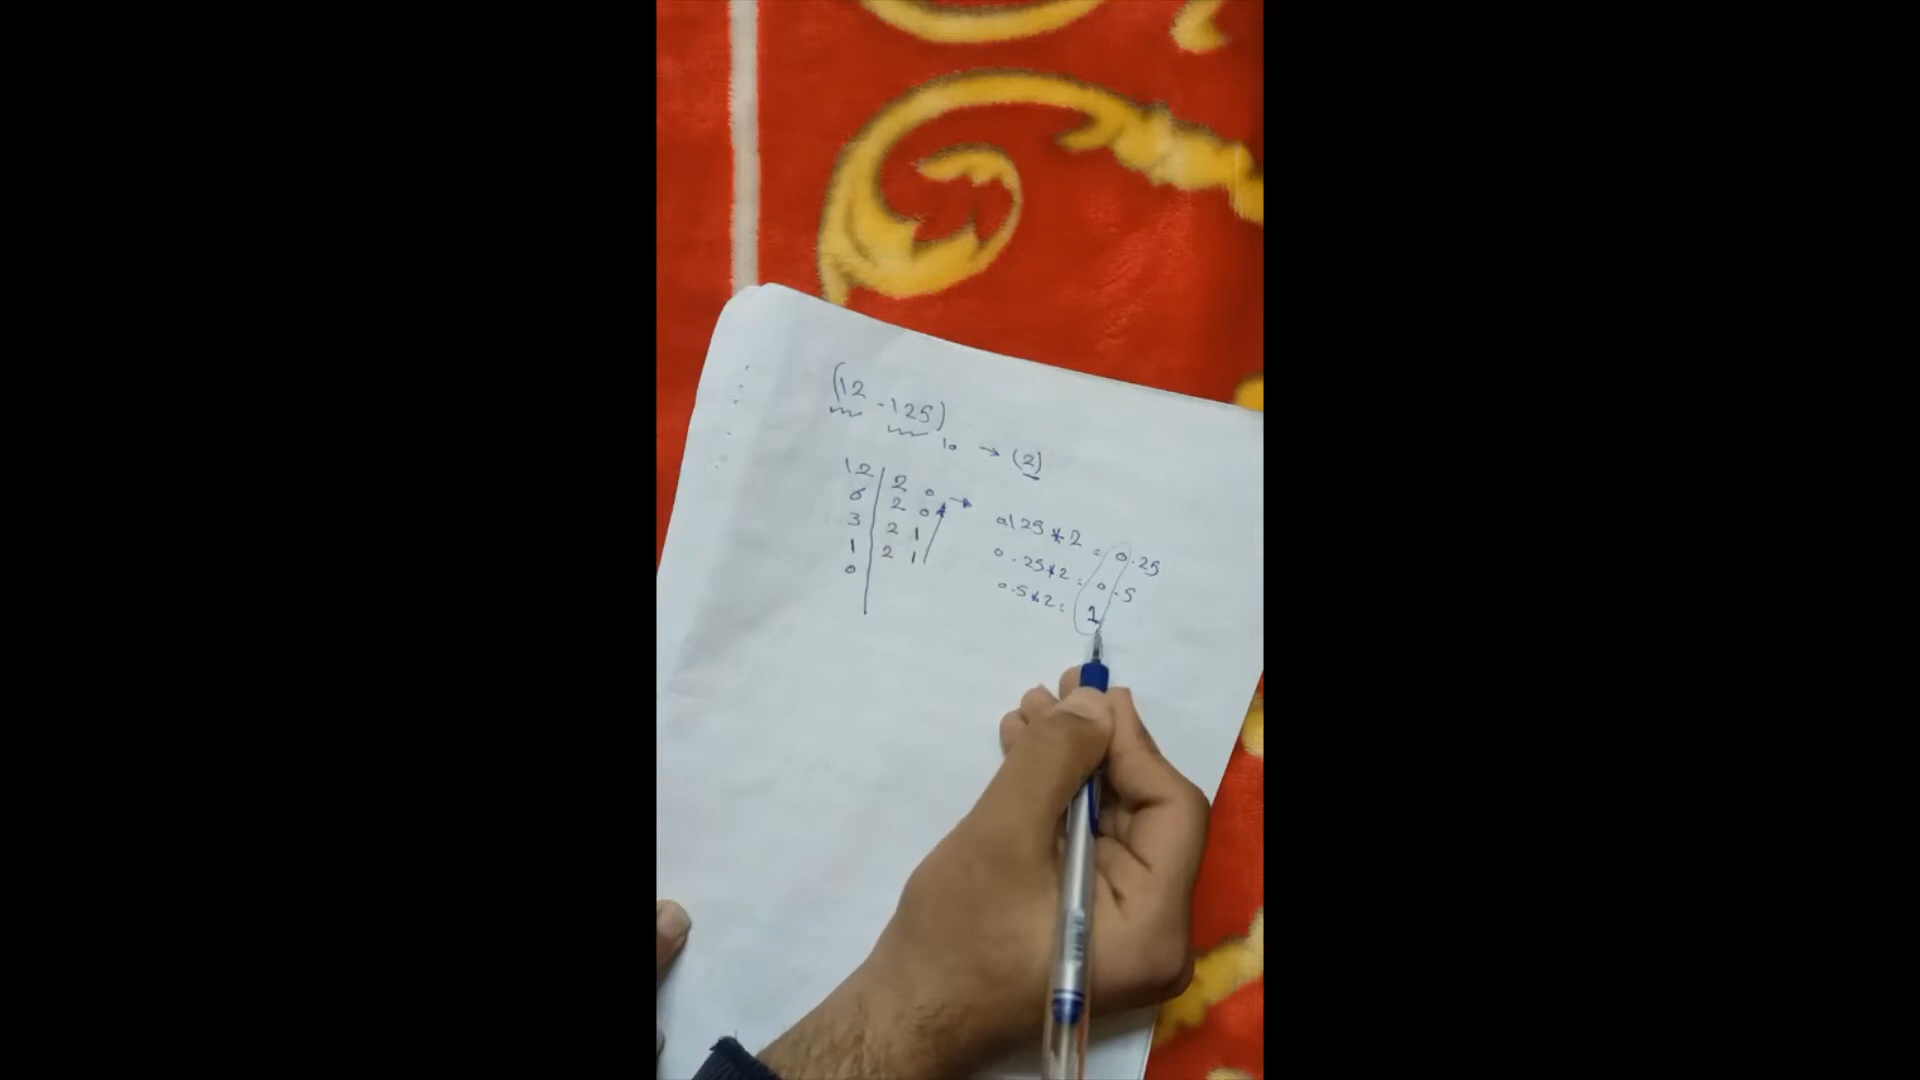 (12 .125)10 → (2)
12 | 2 0 →
6 | 2 0
3 | 2 1
1 | 2 1
0
0.125*2 = 0.25
0.25*2 = 0.5
0.5*2 = 1